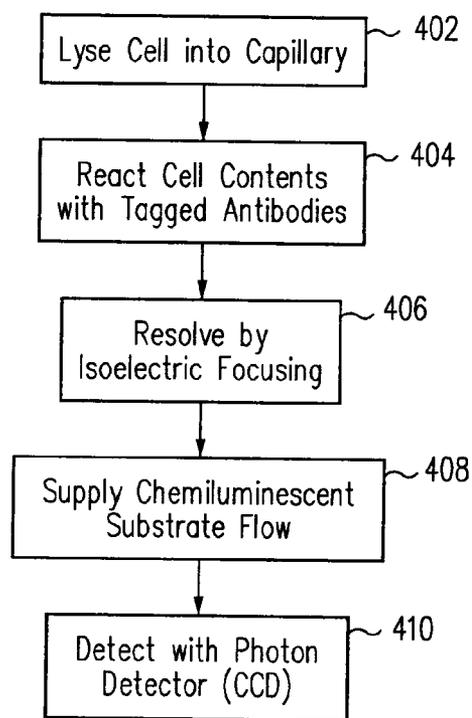 Lyse Cell into Capillary
402
React Cell Contents
with Tagged Antibodies
404
Resolve by
Isoelectric Focusing
406
Supply Chemiluminescent
Substrate Flow
408
Detect with Photon
Detector (CCD)
410